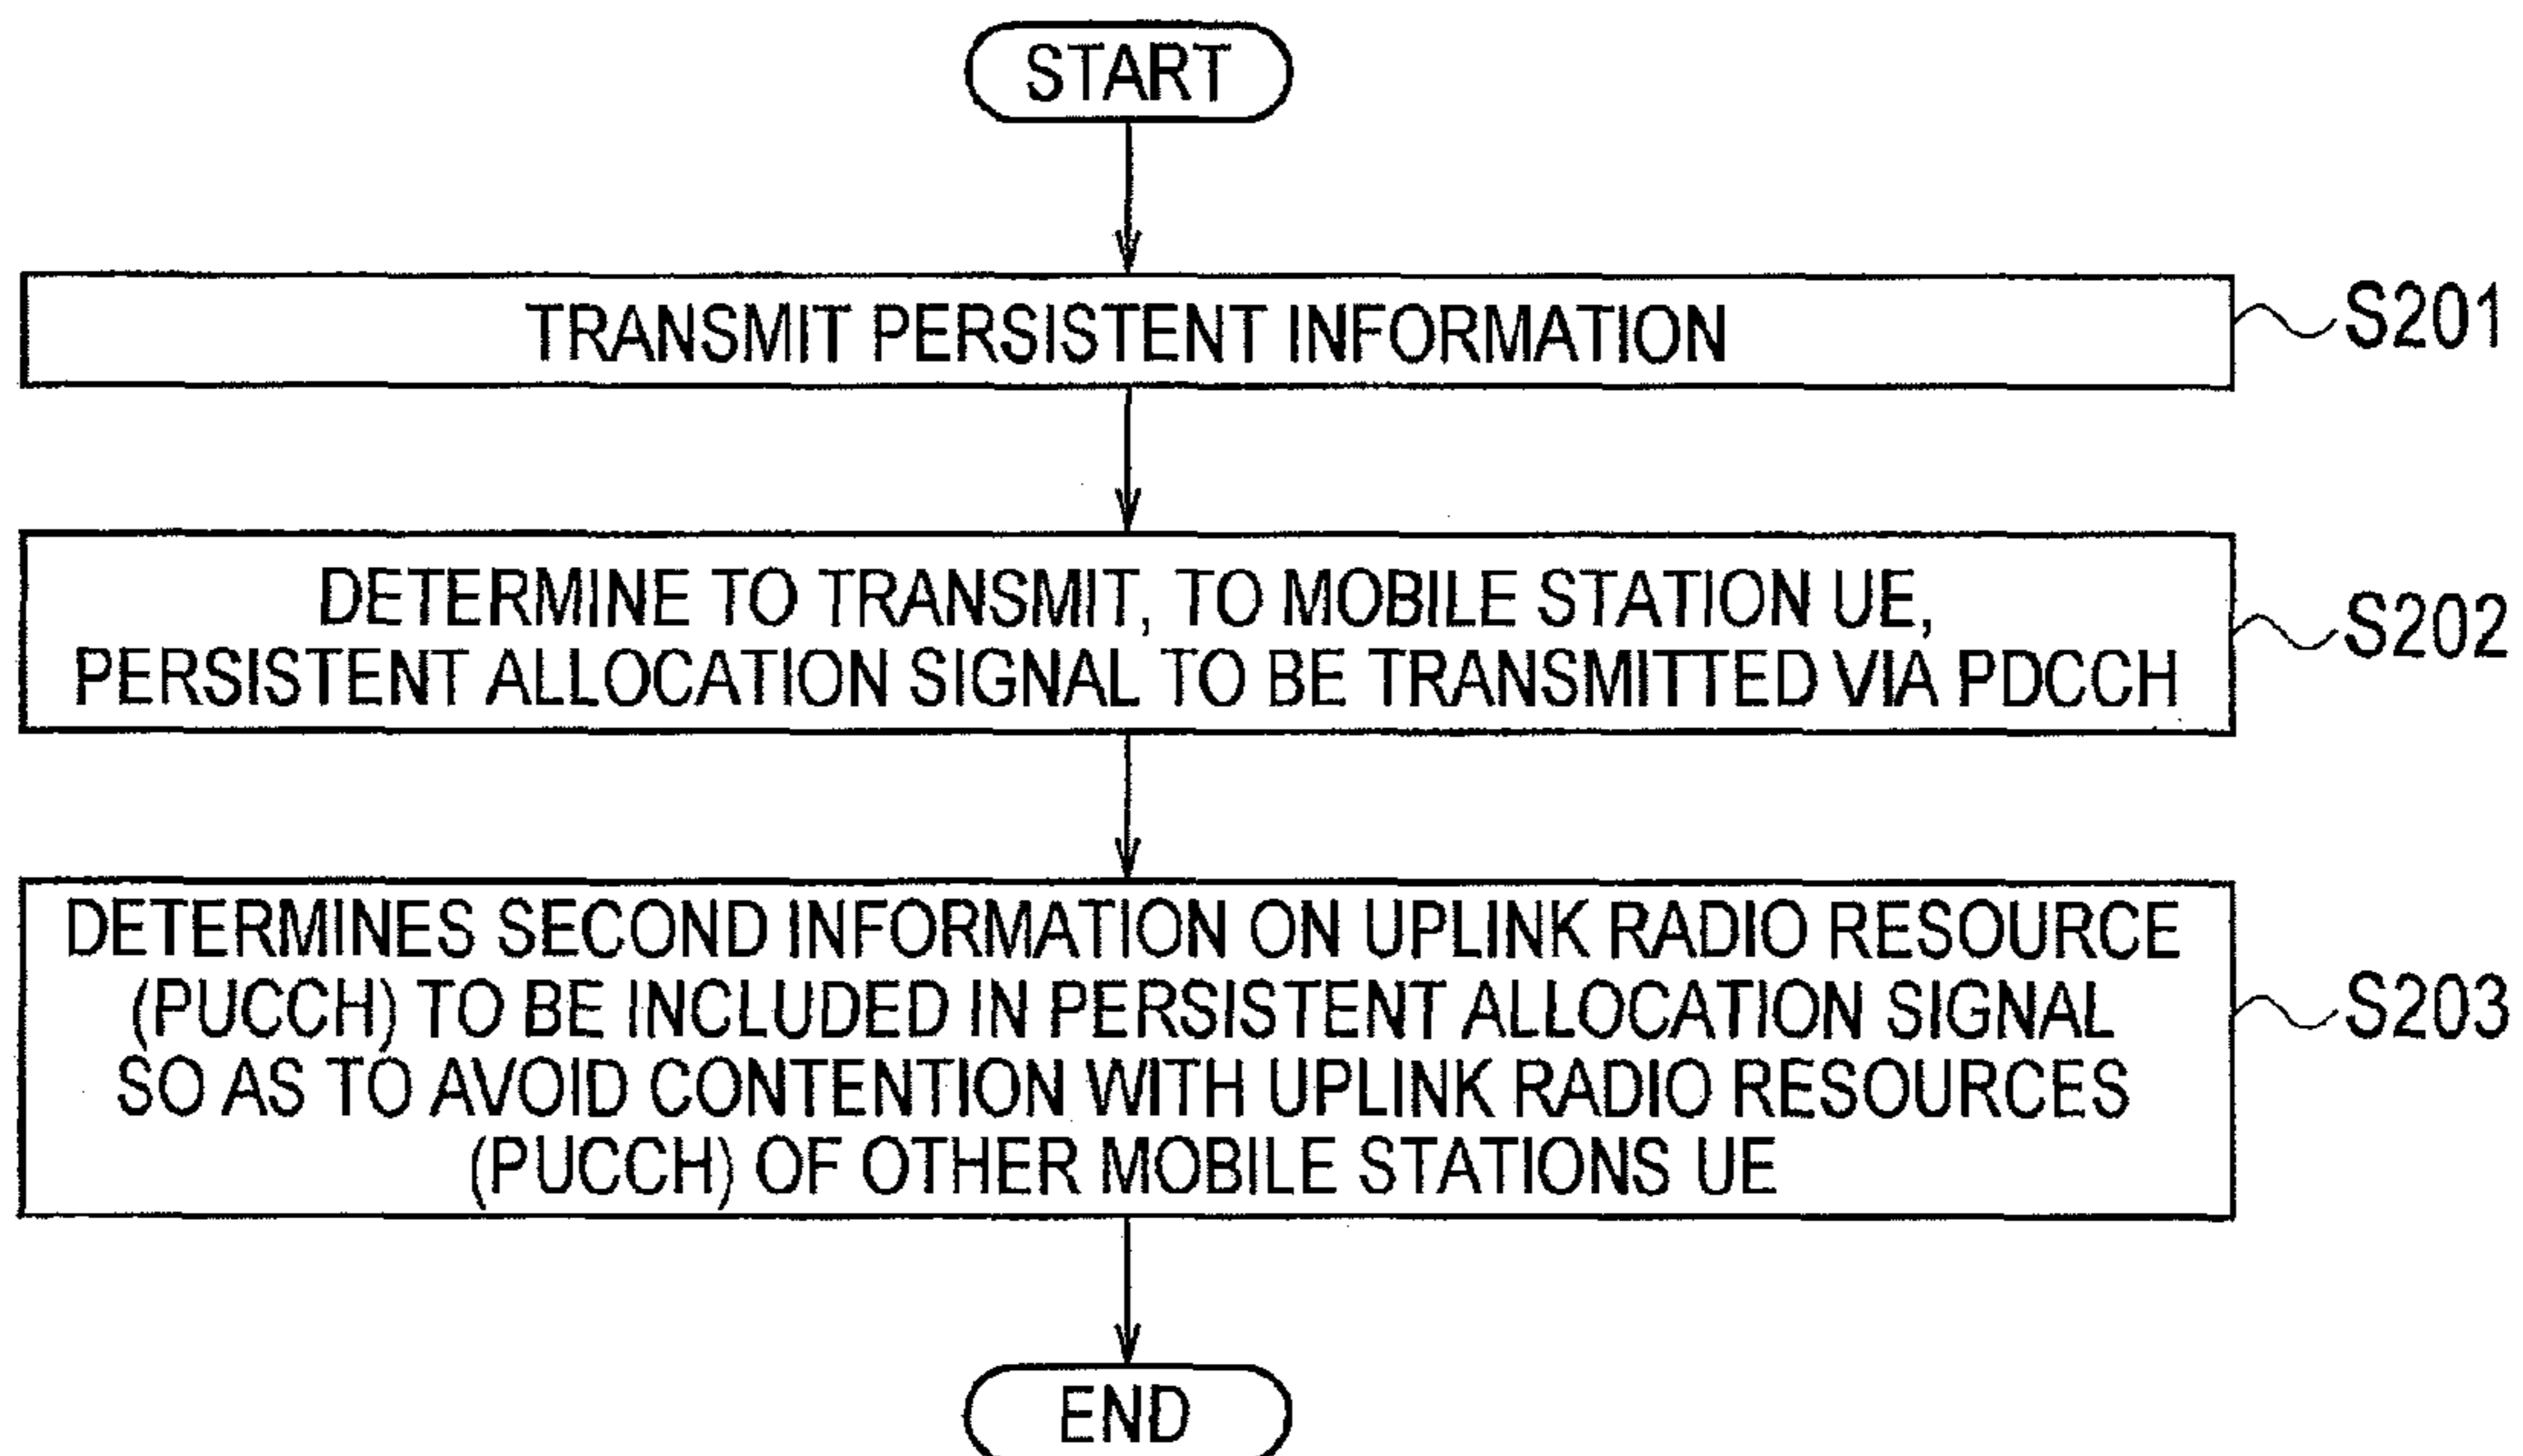 START
TRANSMIT PERSISTENT INFORMATION
S201
DETERMINE TO TRANSMIT, TO MOBILE STATION UE,
PERSISTENT ALLOCATION SIGNAL TO BE TRANSMITTED VIA PDCCH
S202
DETERMINES SECOND INFORMATION ON UPLINK RADIO RESOURCE
(PUCCH) TO BE INCLUDED IN PERSISTENT ALLOCATION SIGNAL
SO AS TO AVOID CONTENTION WITH UPLINK RADIO RESOURCES
(PUCCH) OF OTHER MOBILE STATIONS UE
S203
END